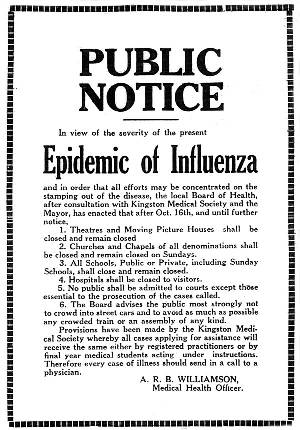 PUBLIC
NOTICE
In view of the severity of the present
Epidemic of Influenza
and in order that all efforts may be concentrated on the
stamping out of the disease, the local Board of Health,
after consultation with Kingston Medical Society and the
Mayor, has enacted that after Oct. 16th, and until further
notice,
1. Theatres and Moving Picture Houses shall be
closed and remain closed
2. Churches and Chapels of all denominations shall
be closed and remain closed on Sundays.
3. All Schools, Public or Private, including Sunday
Schools, shall close and remain closed.
4. Hospitals shall be closed to visitors.
5. No public shall be admitted to courts except those
essential to the prosecution of the cases called.
6. The Board advises the public most strongly not
to crowd into street cars and to avoid as much as possible
any crowded train or an assembly of any kind.
Provisions have been made by the Kingston Medi-
cal Society whereby all cases applying for assistance will
receive the same either by registered practitioners or by
final year medical students acting under instructions.
Therefore every case of illness should send in a call to a
physician.
A. R. B. WILLIAMSON,
Medical Health Officer.